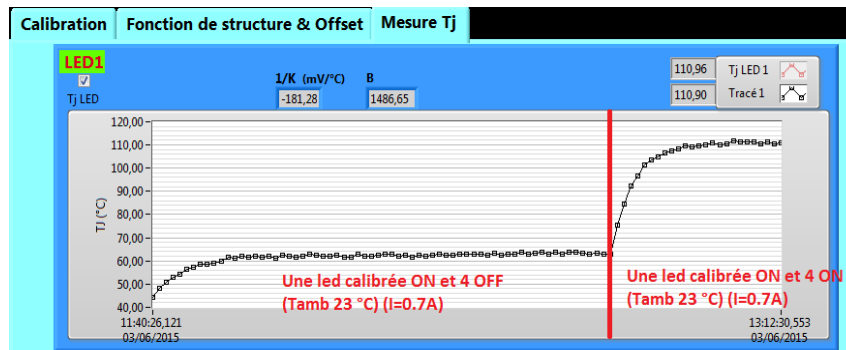 Calibration Fonction de structure & Offset Mesure Tj
LED1
Tj LED
1/K (mV/°C) B
-181,28 1486,65
110,96 Tj LED 1
110,90 Tracé 1
120,00
110,00
100,00
90,00
80,00
70,00
60,00
50,00
40,00
TJ (°C)
Une led calibrée ON et 4 OFF
(Tamb 23 °C) (I=0.7A)
Une led calibrée ON et 4 ON
(Tamb 23 °C) (I=0.7A)
11:40:26,121
03/06/2015
13:12:30,553
03/06/2015